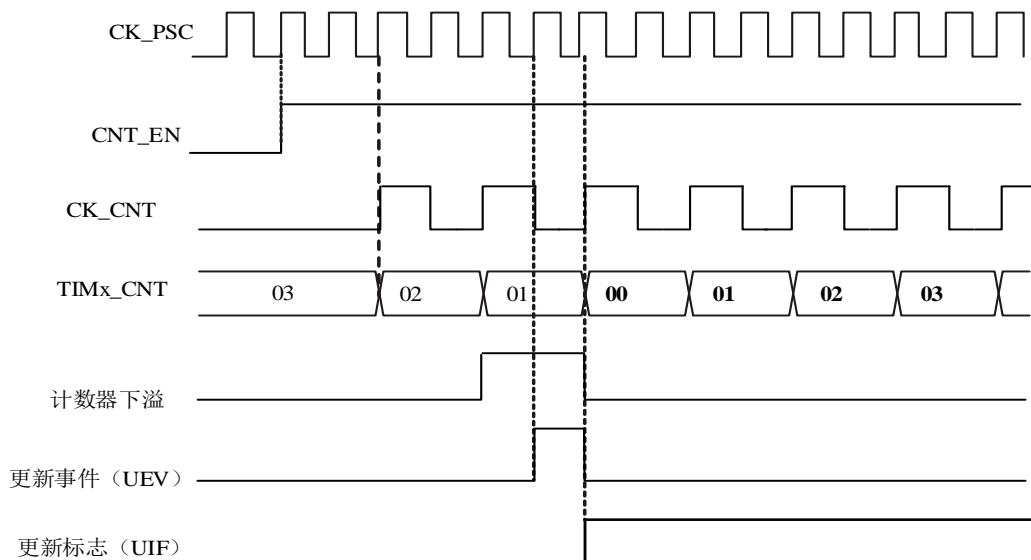 CK_PSC
CNT_EN
CK_CNT
TIMx_CNT 03 02 01 00 01 02 03
计数器下溢
更新事件（UEV）
更新标志（UIF）